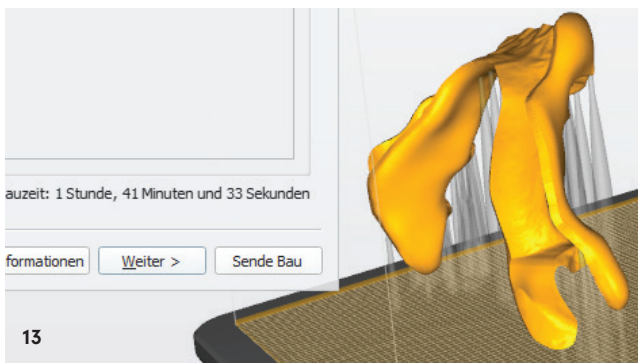 auzeit: 1 Stunde, 41 Minuten und 33 Sekunden
formationen
Weiter >
Sende Bau
13